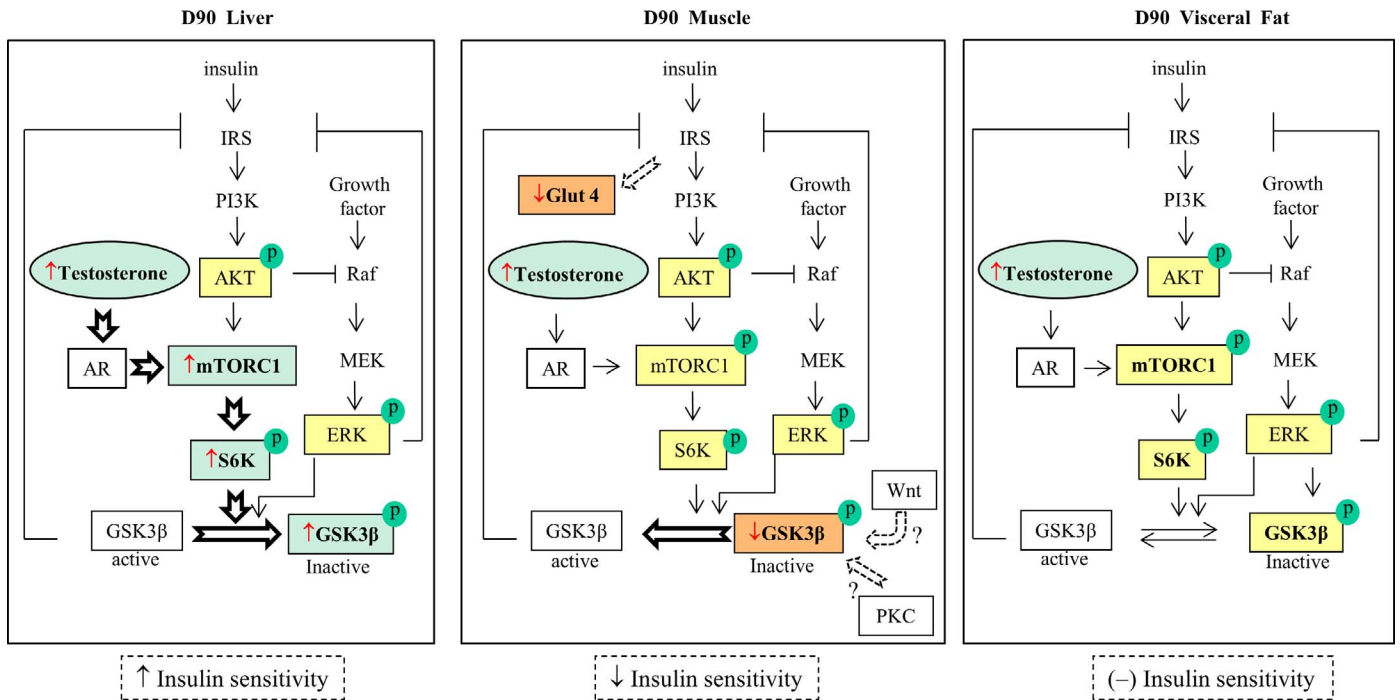 D90 Liver
insulin
IRS
PI3K
Growth
factor
↑Testosterone
AKT
p
Raf
AR
↑mTORC1
MEK
↑S6K
p
ERK
p
GSK3β
active
↑GSK3β
p
Inactive
↑ Insulin sensitivity
D90 Muscle
insulin
IRS
↓Glut 4
PI3K
Growth
factor
↑Testosterone
AKT
p
Raf
AR
mTORC1
p
MEK
S6K
p
ERK
p
Wnt
GSK3β
active
↓GSK3β
p
?
Inactive
?
PKC
↓ Insulin sensitivity
D90 Visceral Fat
insulin
IRS
PI3K
Growth
factor
↑Testosterone
AKT
p
Raf
AR
mTORC1
p
MEK
S6K
p
ERK
p
GSK3β
active
GSK3β
p
Inactive
(–) Insulin sensitivity